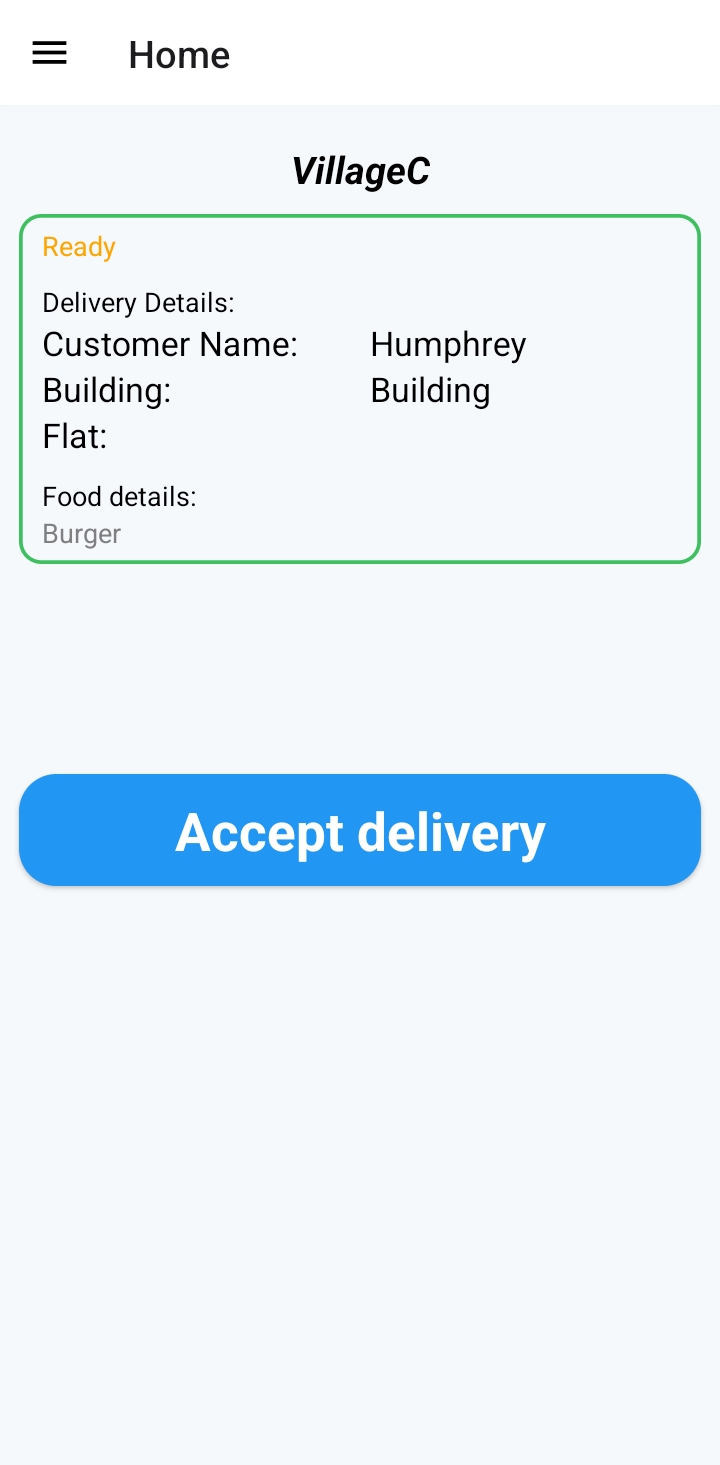 Home
VillageC
Ready
Delivery Details:
Customer Name: Humphrey
Building: Building
Flat:
Food details:
Burger
Accept delivery